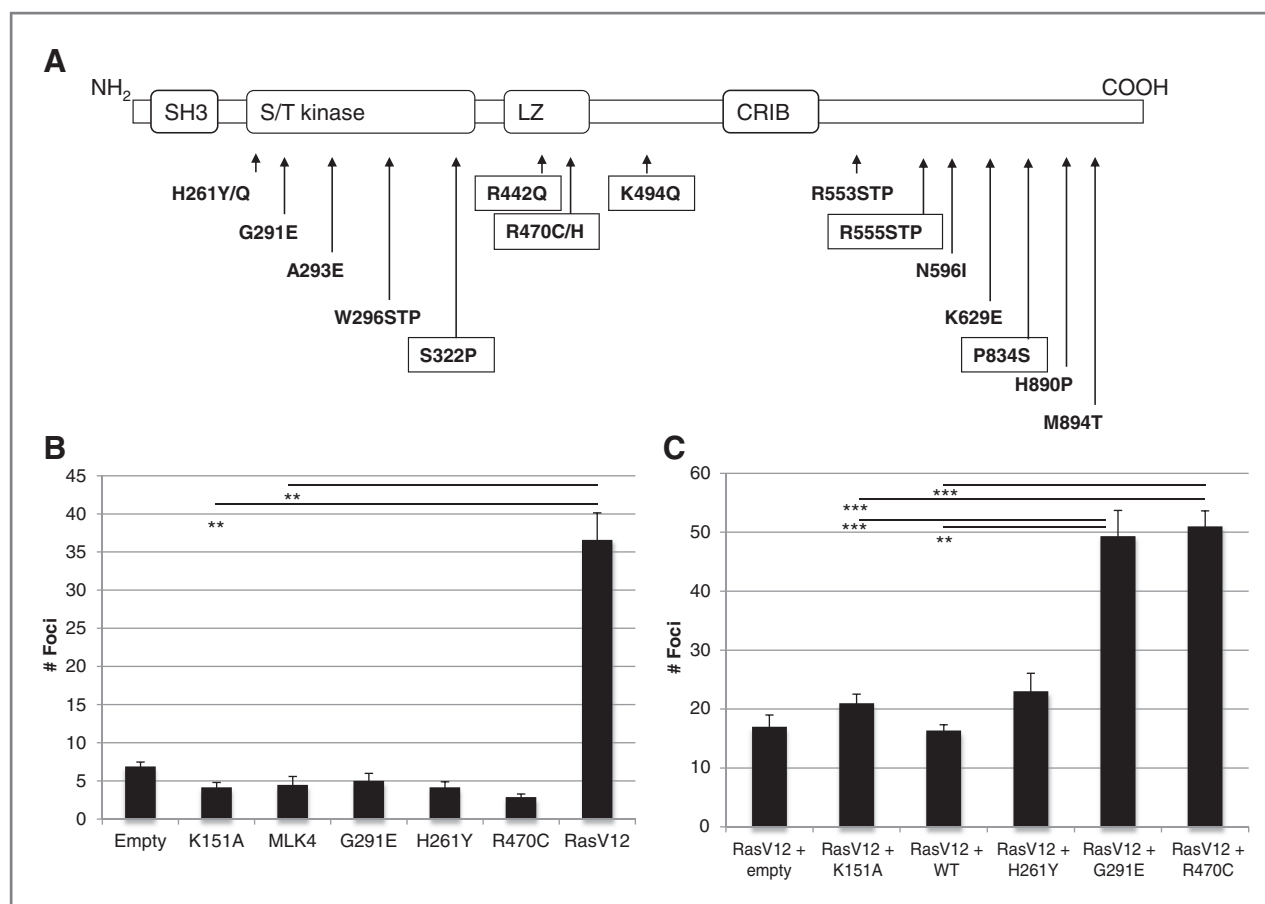 A
NH2
COOH
SH3
S/T kinase
LZ
CRIB
H261Y/Q
R442Q
K494Q
R553STP
G291E
R470C/H
R555STP
A293E
N596I
W296STP
K629E
S322P
P834S
H890P
M894T
B
45
40
35
30
25
20
15
10
5
0
# Foci
**
**
Empty
K151A
MLK4
G291E
H261Y
R470C
RasV12
C
60
50
40
30
20
10
0
# Foci
***
***
***
**
RasV12 +
empty
RasV12 +
K151A
RasV12 +
WT
RasV12 +
H261Y
RasV12 +
G291E
RasV12 +
R470C